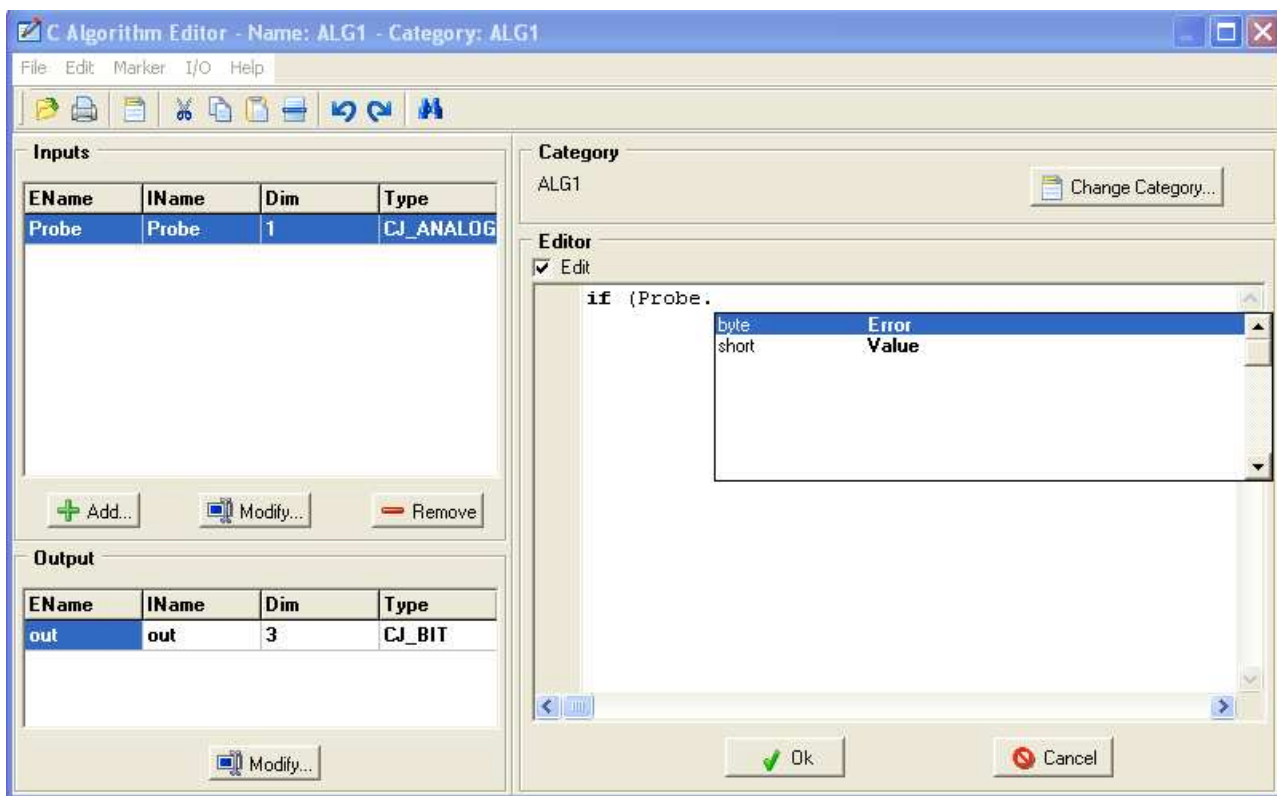 C Algorithm Editor - Name: ALG1 - Category: ALG1
File Edit Marker I/O Help
Inputs
EName IName Dim Type
Probe Probe 1 CJ_ANALOG
Add... Modify... Remove
Output
EName IName Dim Type
out out 3 CJ_BIT
Modify...
Category
ALG1
Change Category...
Editor
Edit
if (Probe.
byte Error
short Value
Ok Cancel